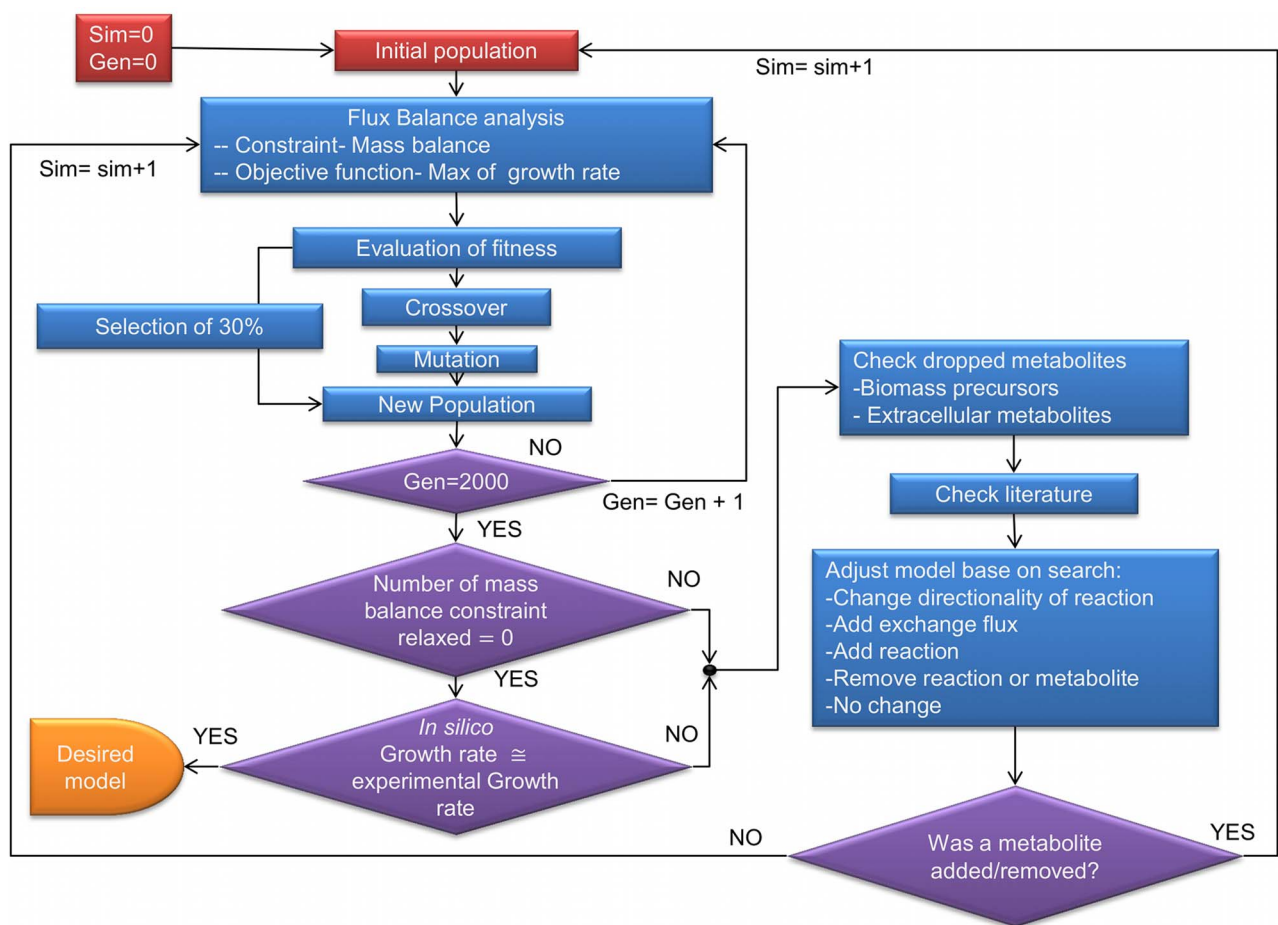 Sim=0
Gen=0
Initial population
Sim= sim+1
Flux Balance analysis
-- Constraint- Mass balance
-- Objective function- Max of  growth rate
Sim= sim+1
Evaluation of fitness
Crossover
Selection of 30%
Mutation
New Population
NO
Gen=2000
Gen= Gen + 1
YES
Number of mass
balance constraint
relaxed = 0
NO
YES
In silico
Growth rate ≅
experimental Growth
rate
NO
YES
Desired
model
Check dropped metabolites
-Biomass precursors
- Extracellular metabolites
Check literature
Adjust model base on search:
-Change directionality of reaction
-Add exchange flux
-Add reaction
-Remove reaction or metabolite
-No change
NO
Was a metabolite
added/removed?
YES